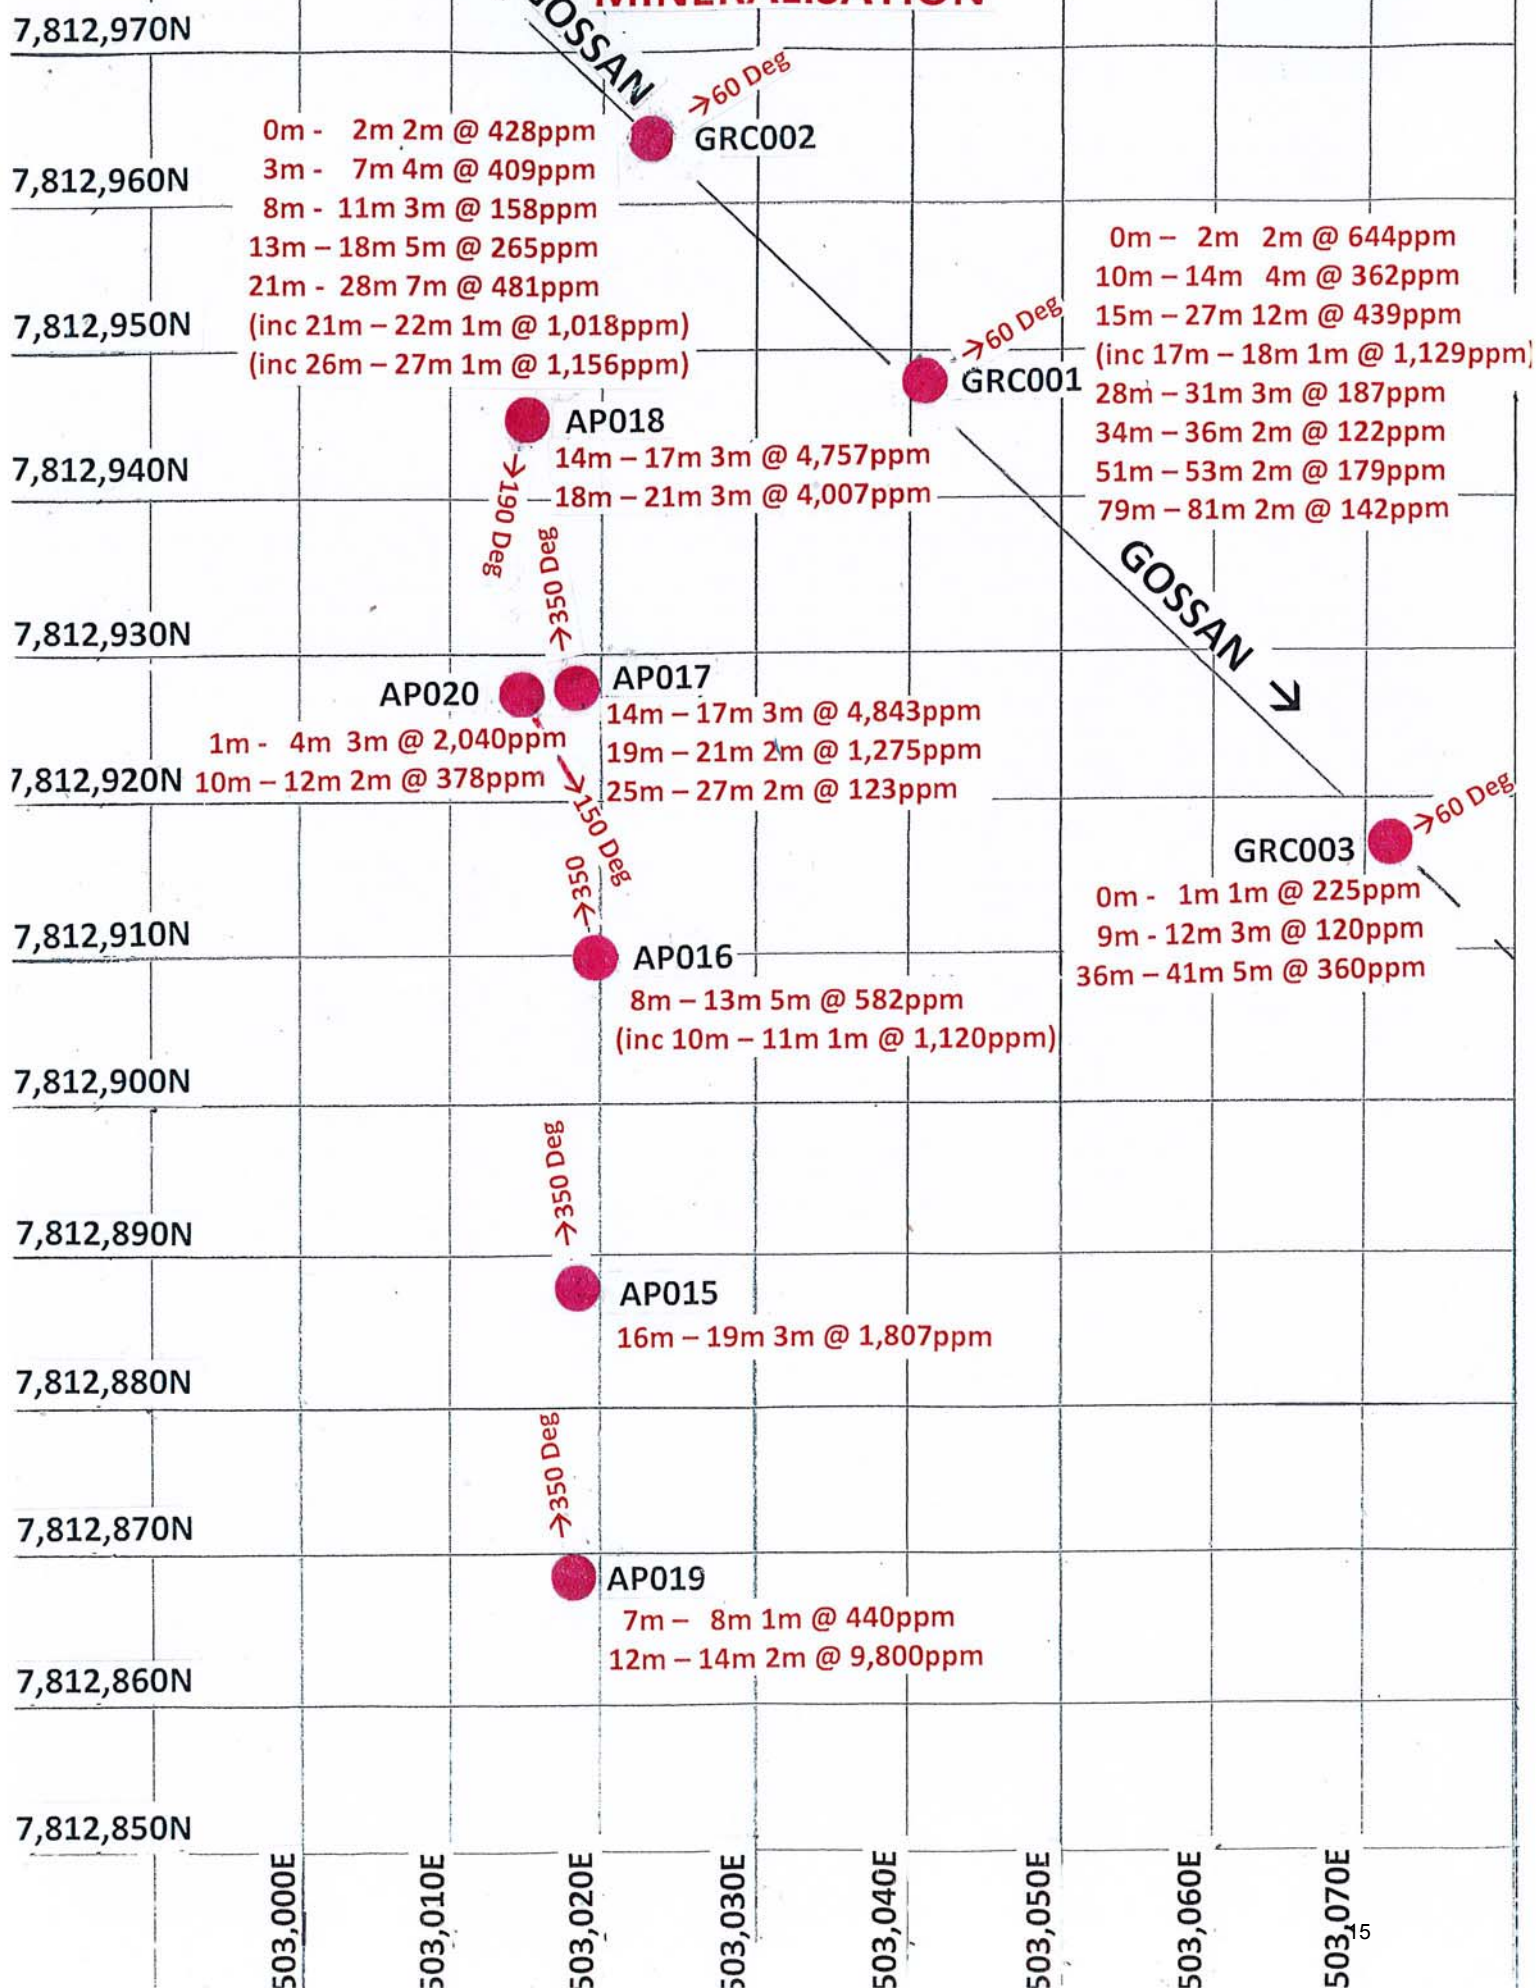 MINERALISATION
7,812,970N
GOSSAN
→60 Deg
GRC002
0m - 2m 2m @ 428ppm
3m - 7m 4m @ 409ppm
8m - 11m 3m @ 158ppm
13m – 18m 5m @ 265ppm
21m - 28m 7m @ 481ppm
(inc 21m – 22m 1m @ 1,018ppm)
(inc 26m – 27m 1m @ 1,156ppm)
7,812,960N
7,812,950N
→60 Deg
GRC001
0m – 2m 2m @ 644ppm
10m – 14m 4m @ 362ppm
15m – 27m 12m @ 439ppm
(inc 17m – 18m 1m @ 1,129ppm)
28m – 31m 3m @ 187ppm
34m – 36m 2m @ 122ppm
51m – 53m 2m @ 179ppm
79m – 81m 2m @ 142ppm
AP018
14m – 17m 3m @ 4,757ppm
18m – 21m 3m @ 4,007ppm
→190 Deg
7,812,940N
→350 Deg
GOSSAN →
7,812,930N
AP020
1m - 4m 3m @ 2,040ppm
10m – 12m 2m @ 378ppm
→150 Deg
AP017
14m – 17m 3m @ 4,843ppm
19m – 21m 2m @ 1,275ppm
25m – 27m 2m @ 123ppm
7,812,920N
→60 Deg
GRC003
0m - 1m 1m @ 225ppm
9m - 12m 3m @ 120ppm
36m – 41m 5m @ 360ppm
→350
7,812,910N
AP016
8m – 13m 5m @ 582ppm
(inc 10m – 11m 1m @ 1,120ppm)
7,812,900N
→350 Deg
7,812,890N
AP015
16m – 19m 3m @ 1,807ppm
7,812,880N
→350 Deg
7,812,870N
AP019
7m – 8m 1m @ 440ppm
12m – 14m 2m @ 9,800ppm
7,812,860N
7,812,850N
503,000E
503,010E
503,020E
503,030E
503,040E
503,050E
503,060E
503,070E
15